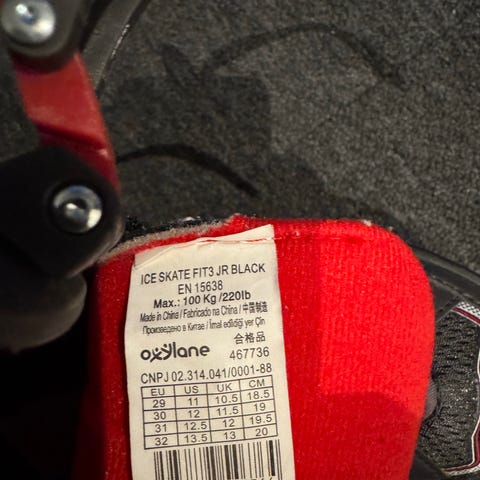 ICE SKATE FIT3 JR BLACK
EN 15638
Max.: 100 Kg /220lb
Made in China / Fabricado na China / 中国制造
Произведено в Китае / İmal edildiği yer Çin
合格品
oxylane 467736
CNPJ 02.314.041/0001-88
EU US UK CM
29 11 10.5 18.5
30 12 11.5 19
31 12.5 12 19.5
32 13.5 13 20